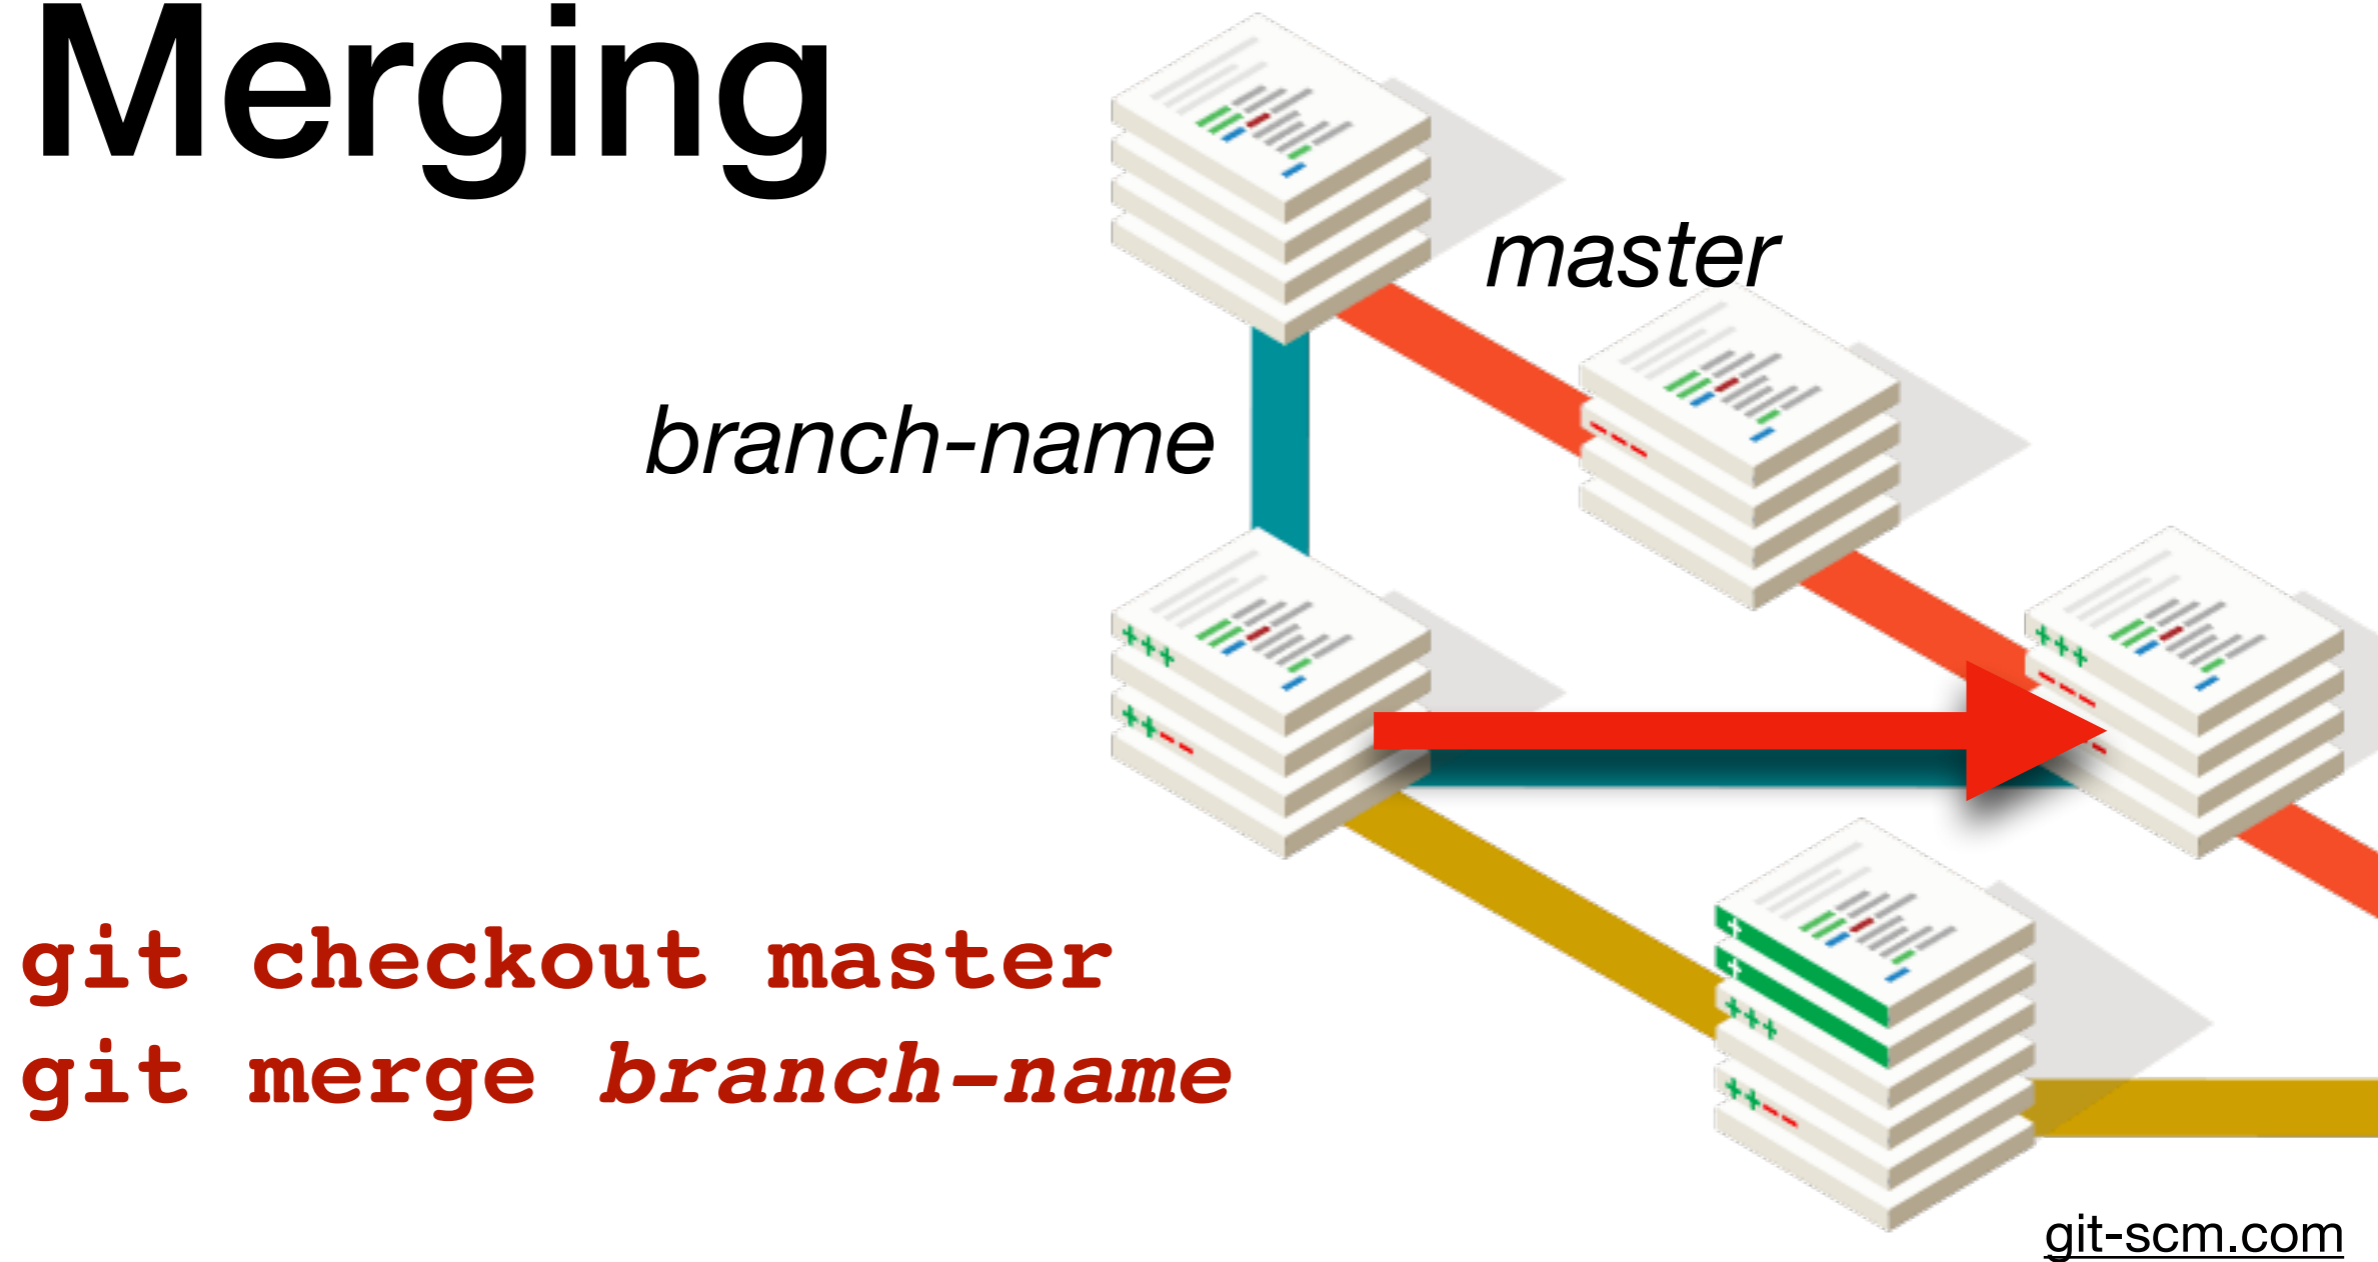 Merging
master
branch-name
git checkout master
git merge branch-name
git-scm.com